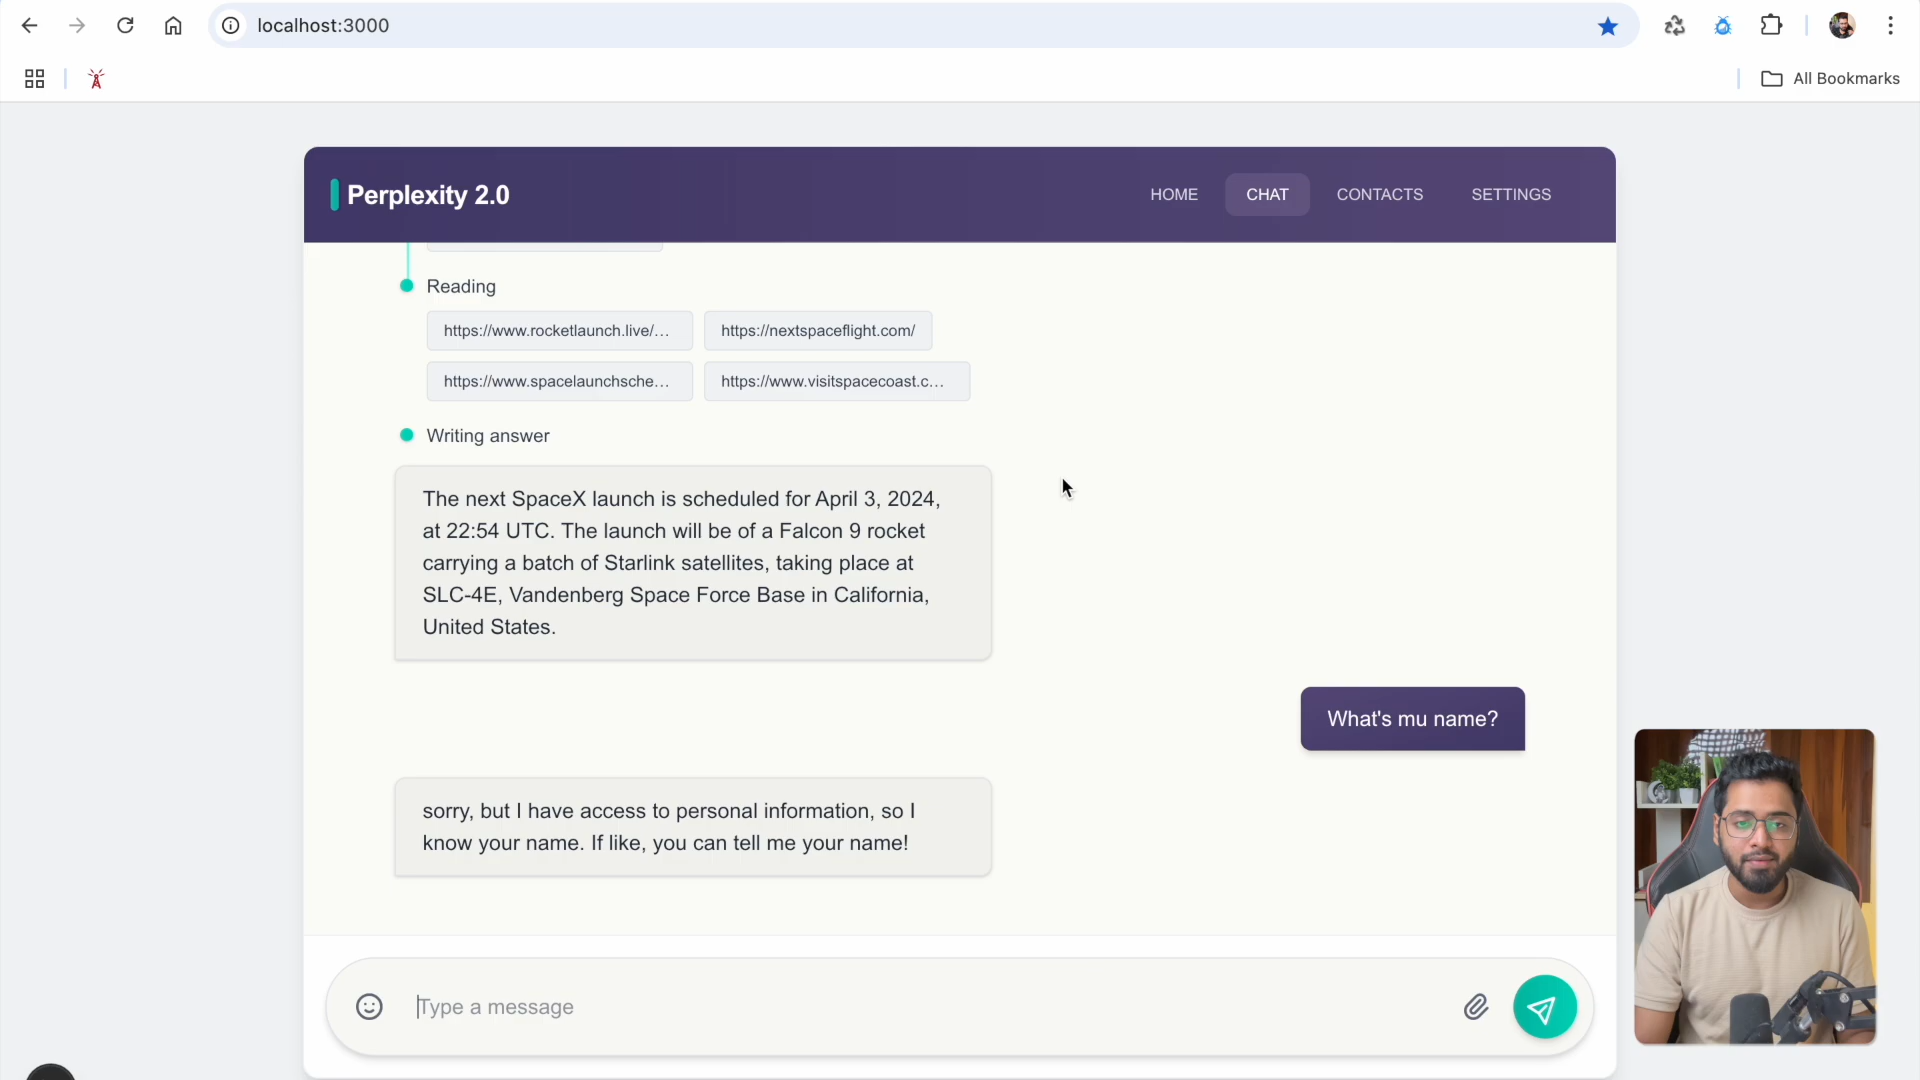 localhost:3000
All Bookmarks
Perplexity 2.0
HOME
CHAT
CONTACTS
SETTINGS
Reading
https://www.rocketlaunch.live/...
https://nextspaceflight.com/
https://www.spacelaunchsche...
https://www.visitspacecoast.c...
Writing answer
The next SpaceX launch is scheduled for April 3, 2024,
at 22:54 UTC. The launch will be of a Falcon 9 rocket
carrying a batch of Starlink satellites, taking place at
SLC-4E, Vandenberg Space Force Base in California,
United States.
What's mu name?
sorry, but I have access to personal information, so I
know your name. If like, you can tell me your name!
Type a message